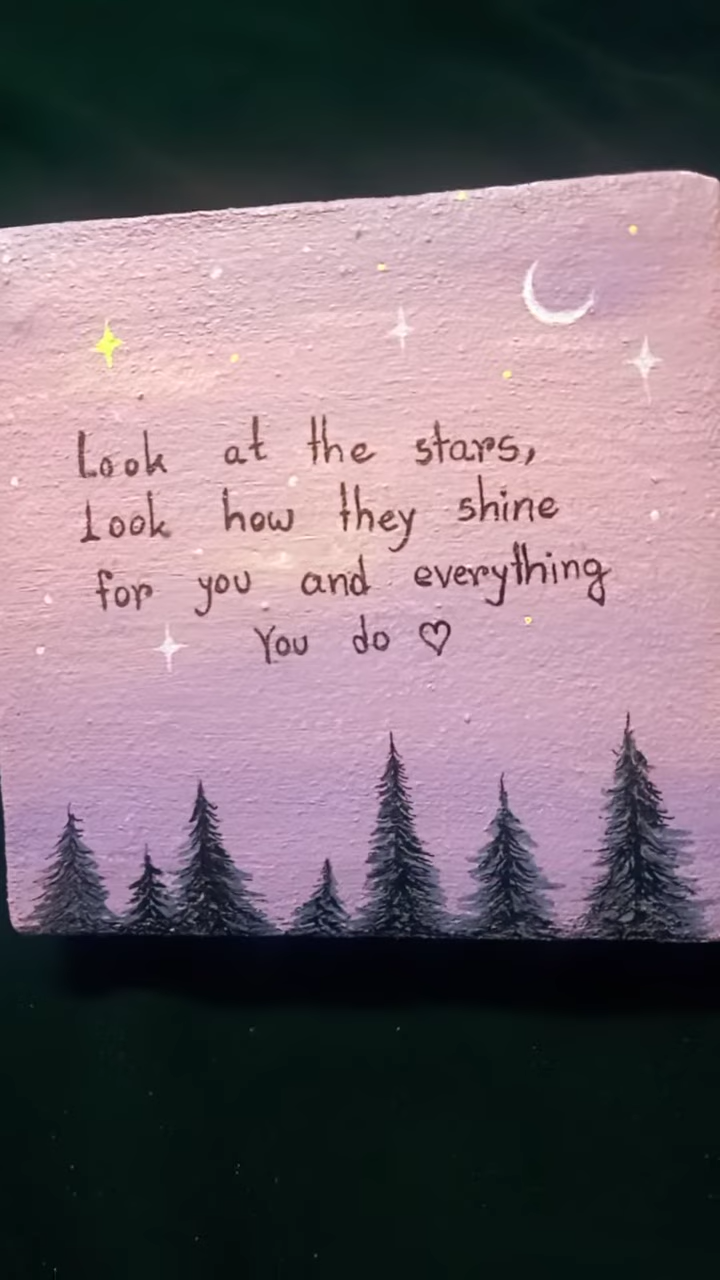 Look at the stars,
Look how they shine
for you and everything
You do ♡